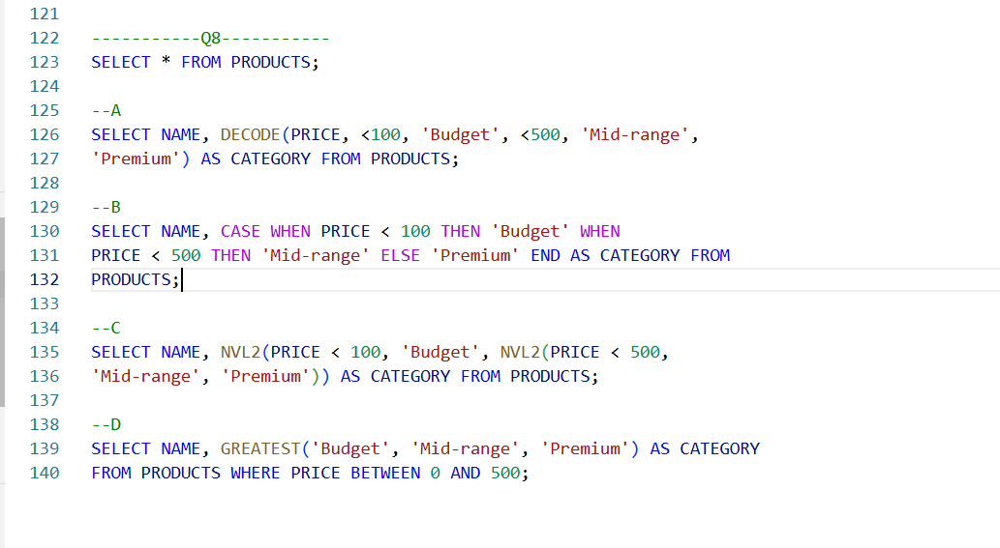 121
122 -----------Q8-----------
123 SELECT * FROM PRODUCTS;
124
125 --A
126 SELECT NAME, DECODE(PRICE, <100, 'Budget', <500, 'Mid-range',
127 'Premium') AS CATEGORY FROM PRODUCTS;
128
129 --B
130 SELECT NAME, CASE WHEN PRICE < 100 THEN 'Budget' WHEN
131 PRICE < 500 THEN 'Mid-range' ELSE 'Premium' END AS CATEGORY FROM
132 PRODUCTS;
133
134 --C
135 SELECT NAME, NVL2(PRICE < 100, 'Budget', NVL2(PRICE < 500,
136 'Mid-range', 'Premium')) AS CATEGORY FROM PRODUCTS;
137
138 --D
139 SELECT NAME, GREATEST('Budget', 'Mid-range', 'Premium') AS CATEGORY
140 FROM PRODUCTS WHERE PRICE BETWEEN 0 AND 500;